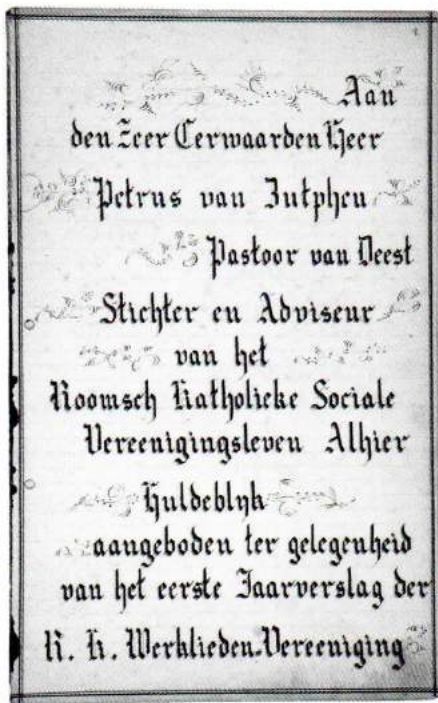 Aan
den Zeer Eerwaarden Heer
Petrus van Zutphen
Pastoor van Deest
Stichter en Adviseur
van het
Roomsch Katholieke Sociale
Vereenigingsleven Alhier
Huldeblyk
aangeboden ter gelegenheid
van het eerste Jaarverslag der
R. K. Werklieden-Vereeniging